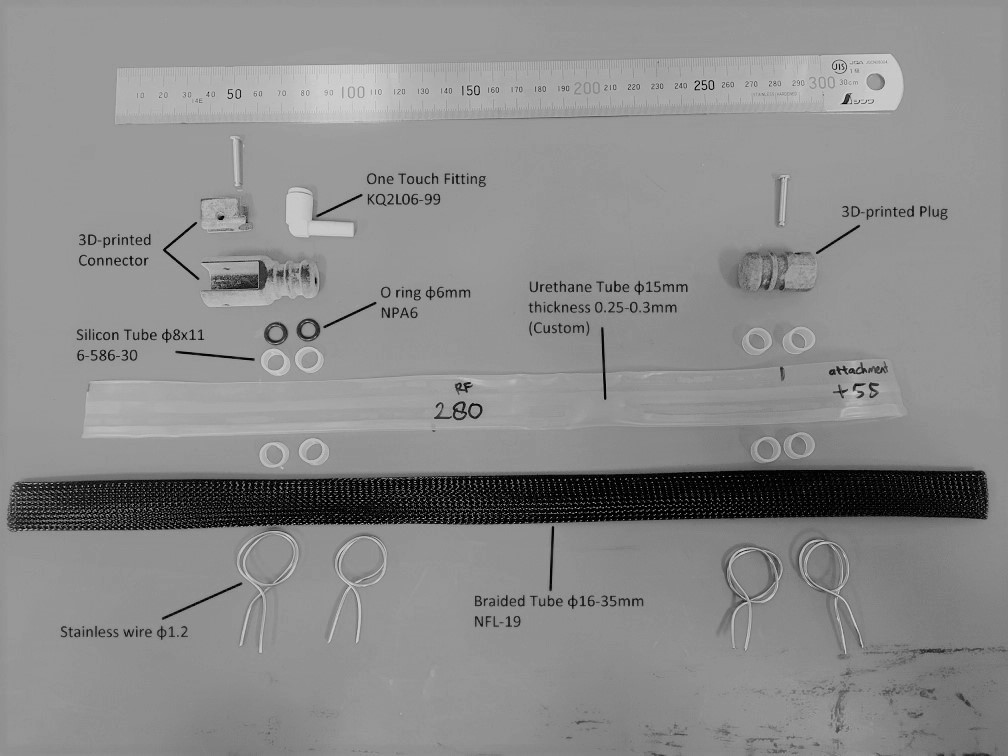 10 20 30 40 50 60 70 80 90 100 110 120 130 140 150 160 170 180 190 200 210 220 230 240 250 260 270 280 290 300 30cm
JIS
One Touch Fitting
KQ2L06-99
3D-printed Plug
3D-printed
Connector
O ring φ6mm
NPA6
Urethane Tube φ15mm
thickness 0.25-0.3mm
(Custom)
Silicon Tube φ8x11
6-586-30
RF
280
attachment
+55
Braided Tube φ16-35mm
NFL-19
Stainless wire φ1.2